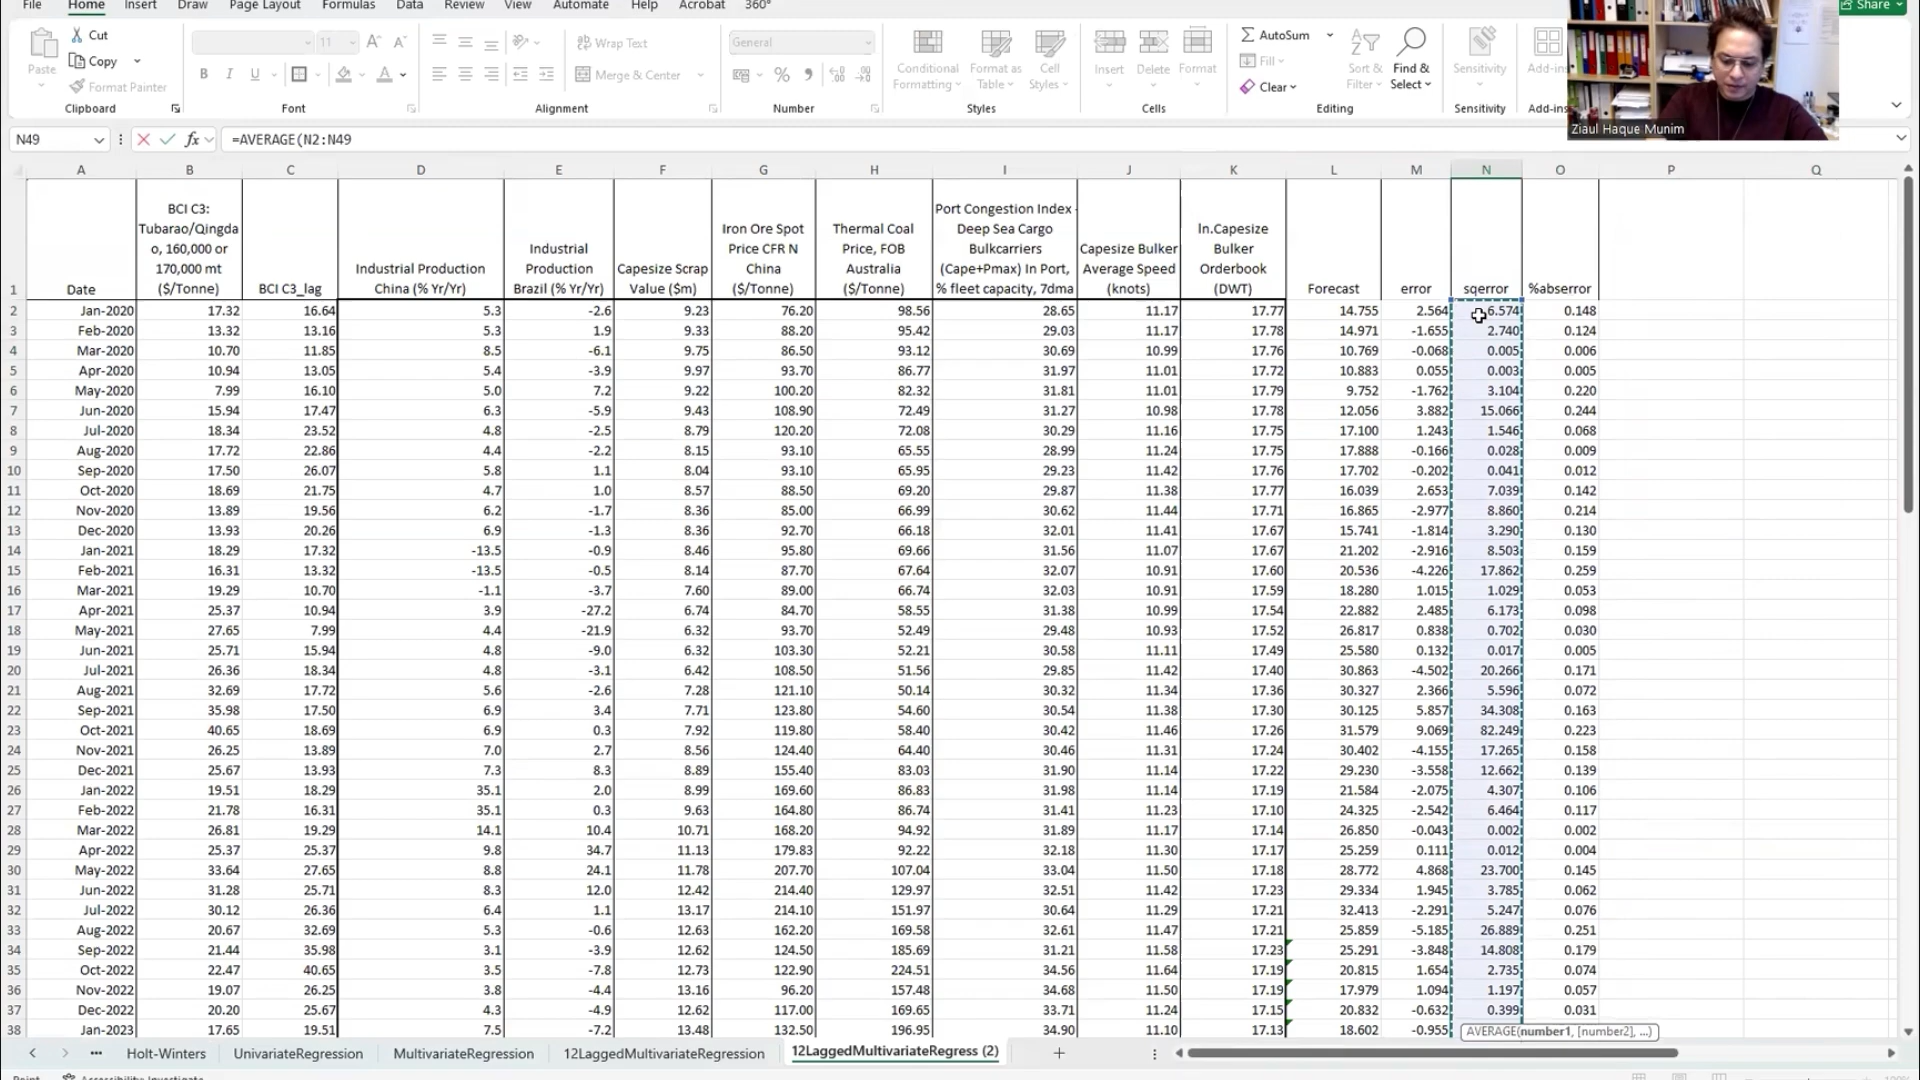 File Home Insert Draw Page Layout Formulas Data Review View Automate Help Acrobat 360° Share
Cut
Copy
Format Painter
Paste
Clipboard
11
Font
Wrap Text
Merge & Center
Alignment
General
Number
Conditional Formatting
Format as Table
Cell Styles
Styles
Insert Delete Format
Cells
AutoSum
Fill
Clear
Sort & Filter
Find & Select
Editing
Sensitivity
Sensitivity
Add-ins
Add-ins
Ziaul Haque Munim
N49 fx =AVERAGE(N2:N49
A B C D E F G H I J K L M N O P Q
1 Date BCI C3: Tubarao/Qingdao, 160,000 or 170,000 mt ($/Tonne) BCI C3_lag Industrial Production China (% Yr/Yr) Industrial Production Brazil (% Yr/Yr) Capesize Scrap Value ($m) Iron Ore Spot Price CFR N China ($/Tonne) Thermal Coal Price, FOB Australia ($/Tonne) Port Congestion Index - Deep Sea Cargo Bulkcarriers (Cape+Pmax) In Port, % fleet capacity, 7dma Capesize Bulker Average Speed (knots) ln.Capesize Bulker Orderbook (DWT) Forecast error sqerror %abserror
2 Jan-2020 17.32 16.64 5.3 -2.6 9.23 76.20 98.56 28.65 11.17 17.77 14.755 2.564 6.574 0.148
3 Feb-2020 13.32 13.16 5.3 1.9 9.33 88.20 95.42 29.03 11.17 17.78 14.971 -1.655 2.740 0.124
4 Mar-2020 10.70 11.85 8.5 -6.1 9.75 86.50 93.12 30.69 10.99 17.76 10.769 -0.068 0.005 0.006
5 Apr-2020 10.94 13.05 5.4 -3.9 9.97 93.70 86.77 31.97 11.01 17.72 10.883 0.055 0.003 0.005
6 May-2020 7.99 16.10 5.0 7.2 9.22 100.20 82.32 31.81 11.01 17.79 9.752 -1.762 3.104 0.220
7 Jun-2020 15.94 17.47 6.3 -5.9 9.43 108.90 72.49 31.27 10.98 17.78 12.056 3.882 15.066 0.244
8 Jul-2020 18.34 23.52 4.8 -2.5 8.79 120.20 72.08 30.29 11.16 17.75 17.100 1.243 1.546 0.068
9 Aug-2020 17.72 22.86 4.4 -2.2 8.15 93.10 65.55 28.99 11.24 17.75 17.888 -0.166 0.028 0.009
10 Sep-2020 17.50 26.07 5.8 1.1 8.04 93.10 65.95 29.23 11.42 17.76 17.702 -0.202 0.041 0.012
11 Oct-2020 18.69 21.75 4.7 1.0 8.57 88.50 69.20 29.87 11.38 17.77 16.039 2.653 7.039 0.142
12 Nov-2020 13.89 19.56 6.2 -1.7 8.36 85.00 66.99 30.62 11.44 17.71 16.865 -2.977 8.860 0.214
13 Dec-2020 13.93 20.26 6.9 -1.3 8.36 92.70 66.18 32.01 11.41 17.67 15.741 -1.814 3.290 0.130
14 Jan-2021 18.29 17.32 -13.5 -0.9 8.46 95.80 69.66 31.56 11.07 17.67 21.202 -2.916 8.503 0.159
15 Feb-2021 16.31 13.32 -13.5 -0.5 8.14 87.70 67.64 32.07 10.91 17.60 20.536 -4.226 17.862 0.259
16 Mar-2021 19.29 10.70 -1.1 -3.7 7.60 89.00 66.74 32.03 10.91 17.59 18.280 1.015 1.029 0.053
17 Apr-2021 25.37 10.94 3.9 -27.2 6.74 84.70 58.55 31.38 10.99 17.54 22.882 2.485 6.173 0.098
18 May-2021 27.65 7.99 4.4 -21.9 6.32 93.70 52.49 29.48 10.93 17.52 26.817 0.838 0.702 0.030
19 Jun-2021 25.71 15.94 4.8 -9.0 6.32 103.30 52.21 30.58 11.11 17.49 25.580 0.132 0.017 0.005
20 Jul-2021 26.36 18.34 4.8 -3.1 6.42 108.50 51.56 29.85 11.42 17.40 30.863 -4.502 20.266 0.171
21 Aug-2021 32.69 17.72 5.6 -2.6 7.28 121.10 50.14 30.32 11.34 17.36 30.327 2.366 5.596 0.072
22 Sep-2021 35.98 17.50 6.9 3.4 7.71 123.80 54.60 30.54 11.38 17.30 30.125 5.857 34.308 0.163
23 Oct-2021 40.65 18.69 6.9 0.3 7.92 119.80 58.40 30.42 11.46 17.26 31.579 9.069 82.249 0.223
24 Nov-2021 26.25 13.89 7.0 2.7 8.56 124.40 64.40 30.46 11.31 17.24 30.402 -4.155 17.265 0.158
25 Dec-2021 25.67 13.93 7.3 8.3 8.89 155.40 83.03 31.90 11.14 17.22 29.230 -3.558 12.662 0.139
26 Jan-2022 19.51 18.29 35.1 2.0 8.99 169.60 86.83 31.98 11.14 17.19 21.584 -2.075 4.307 0.106
27 Feb-2022 21.78 16.31 35.1 0.3 9.63 164.80 86.74 31.41 11.23 17.10 24.325 -2.542 6.464 0.117
28 Mar-2022 26.81 19.29 14.1 10.4 10.71 168.20 94.92 31.89 11.17 17.14 26.850 -0.043 0.002 0.002
29 Apr-2022 25.37 25.37 9.8 34.7 11.13 179.83 92.22 32.18 11.30 17.17 25.259 0.111 0.012 0.004
30 May-2022 33.64 27.65 8.8 24.1 11.78 207.70 107.04 33.04 11.50 17.18 28.772 4.868 23.700 0.145
31 Jun-2022 31.28 25.71 8.3 12.0 12.42 214.40 129.97 32.51 11.42 17.23 29.334 1.945 3.785 0.062
32 Jul-2022 30.12 26.36 6.4 1.1 13.17 214.10 151.97 30.64 11.29 17.21 32.413 -2.291 5.247 0.076
33 Aug-2022 20.67 32.69 5.3 -0.6 12.63 162.20 169.58 32.61 11.47 17.21 25.859 -5.185 26.889 0.251
34 Sep-2022 21.44 35.98 3.1 -3.9 12.62 124.50 185.69 31.21 11.58 17.23 25.291 -3.848 14.808 0.179
35 Oct-2022 22.47 40.65 3.5 -7.8 12.73 122.90 224.51 34.56 11.64 17.19 20.815 1.654 2.735 0.074
36 Nov-2022 19.07 26.25 3.8 -4.4 13.16 96.20 157.48 34.68 11.50 17.19 17.979 1.094 1.197 0.057
37 Dec-2022 20.20 25.67 4.3 -4.9 12.62 117.00 169.65 33.71 11.24 17.15 20.832 -0.632 0.399 0.031
38 Jan-2023 17.65 19.51 7.5 -7.2 13.48 132.50 196.95 34.90 11.10 17.13 18.602 -0.955
AVERAGE(number1, [number2], ...)
Holt-Winters UnivariateRegression MultivariateRegression 12LaggedMultivariateRegression 12LaggedMultivariateRegress (2)